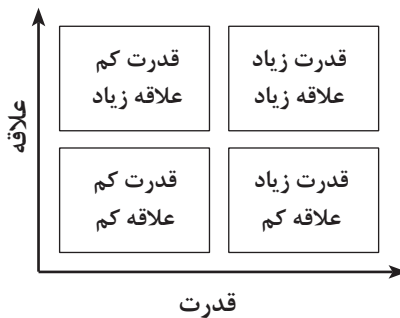 علاقه
قدرت زیاد
علاقه زیاد
قدرت کم
علاقه زیاد
قدرت زیاد
علاقه کم
قدرت کم
علاقه کم
قدرت